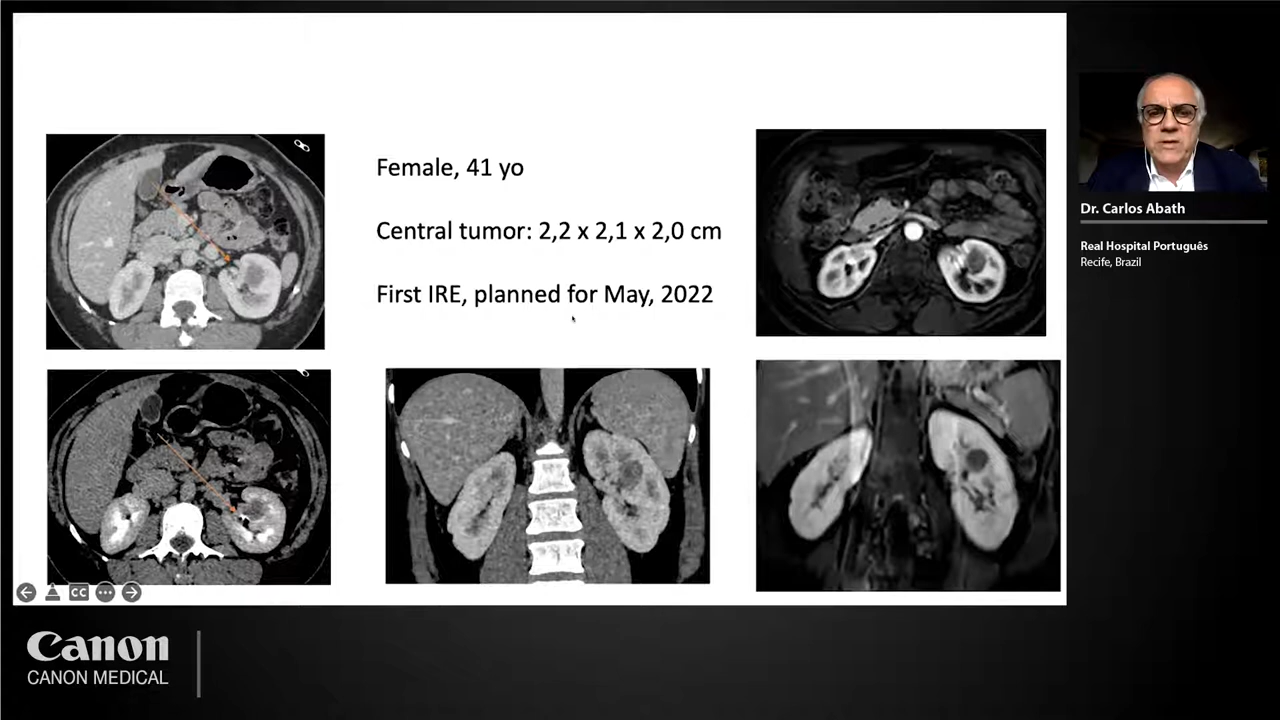 Female, 41 yo
Central tumor: 2,2 x 2,1 x 2,0 cm
First IRE, planned for May, 2022
Dr. Carlos Abath
Real Hospital Português
Recife, Brazil
CC
Canon
CANON MEDICAL